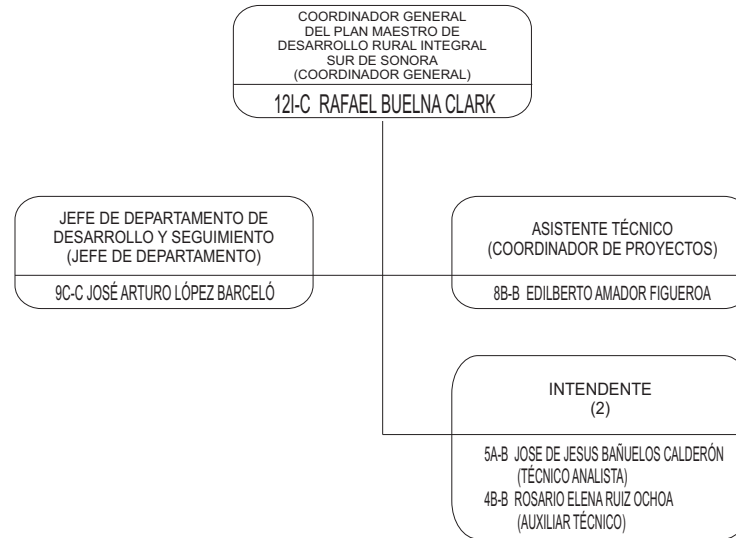 COORDINADOR GENERAL
DEL PLAN MAESTRO DE
DESARROLLO RURAL INTEGRAL
SUR DE SONORA
(COORDINADOR GENERAL)
12I-C RAFAEL BUELNA CLARK
JEFE DE DEPARTAMENTO DE
DESARROLLO Y SEGUIMIENTO
(JEFE DE DEPARTAMENTO)
9C-C JOSÉ ARTURO LÓPEZ BARCELÓ
ASISTENTE TÉCNICO
(COORDINADOR DE PROYECTOS)
8B-B EDILBERTO AMADOR FIGUEROA
INTENDENTE
(2)
5A-B JOSE DE JESUS BAÑUELOS CALDERÓN
(TÉCNICO ANALISTA)
4B-B ROSARIO ELENA RUIZ OCHOA
(AUXILIAR TÉCNICO)